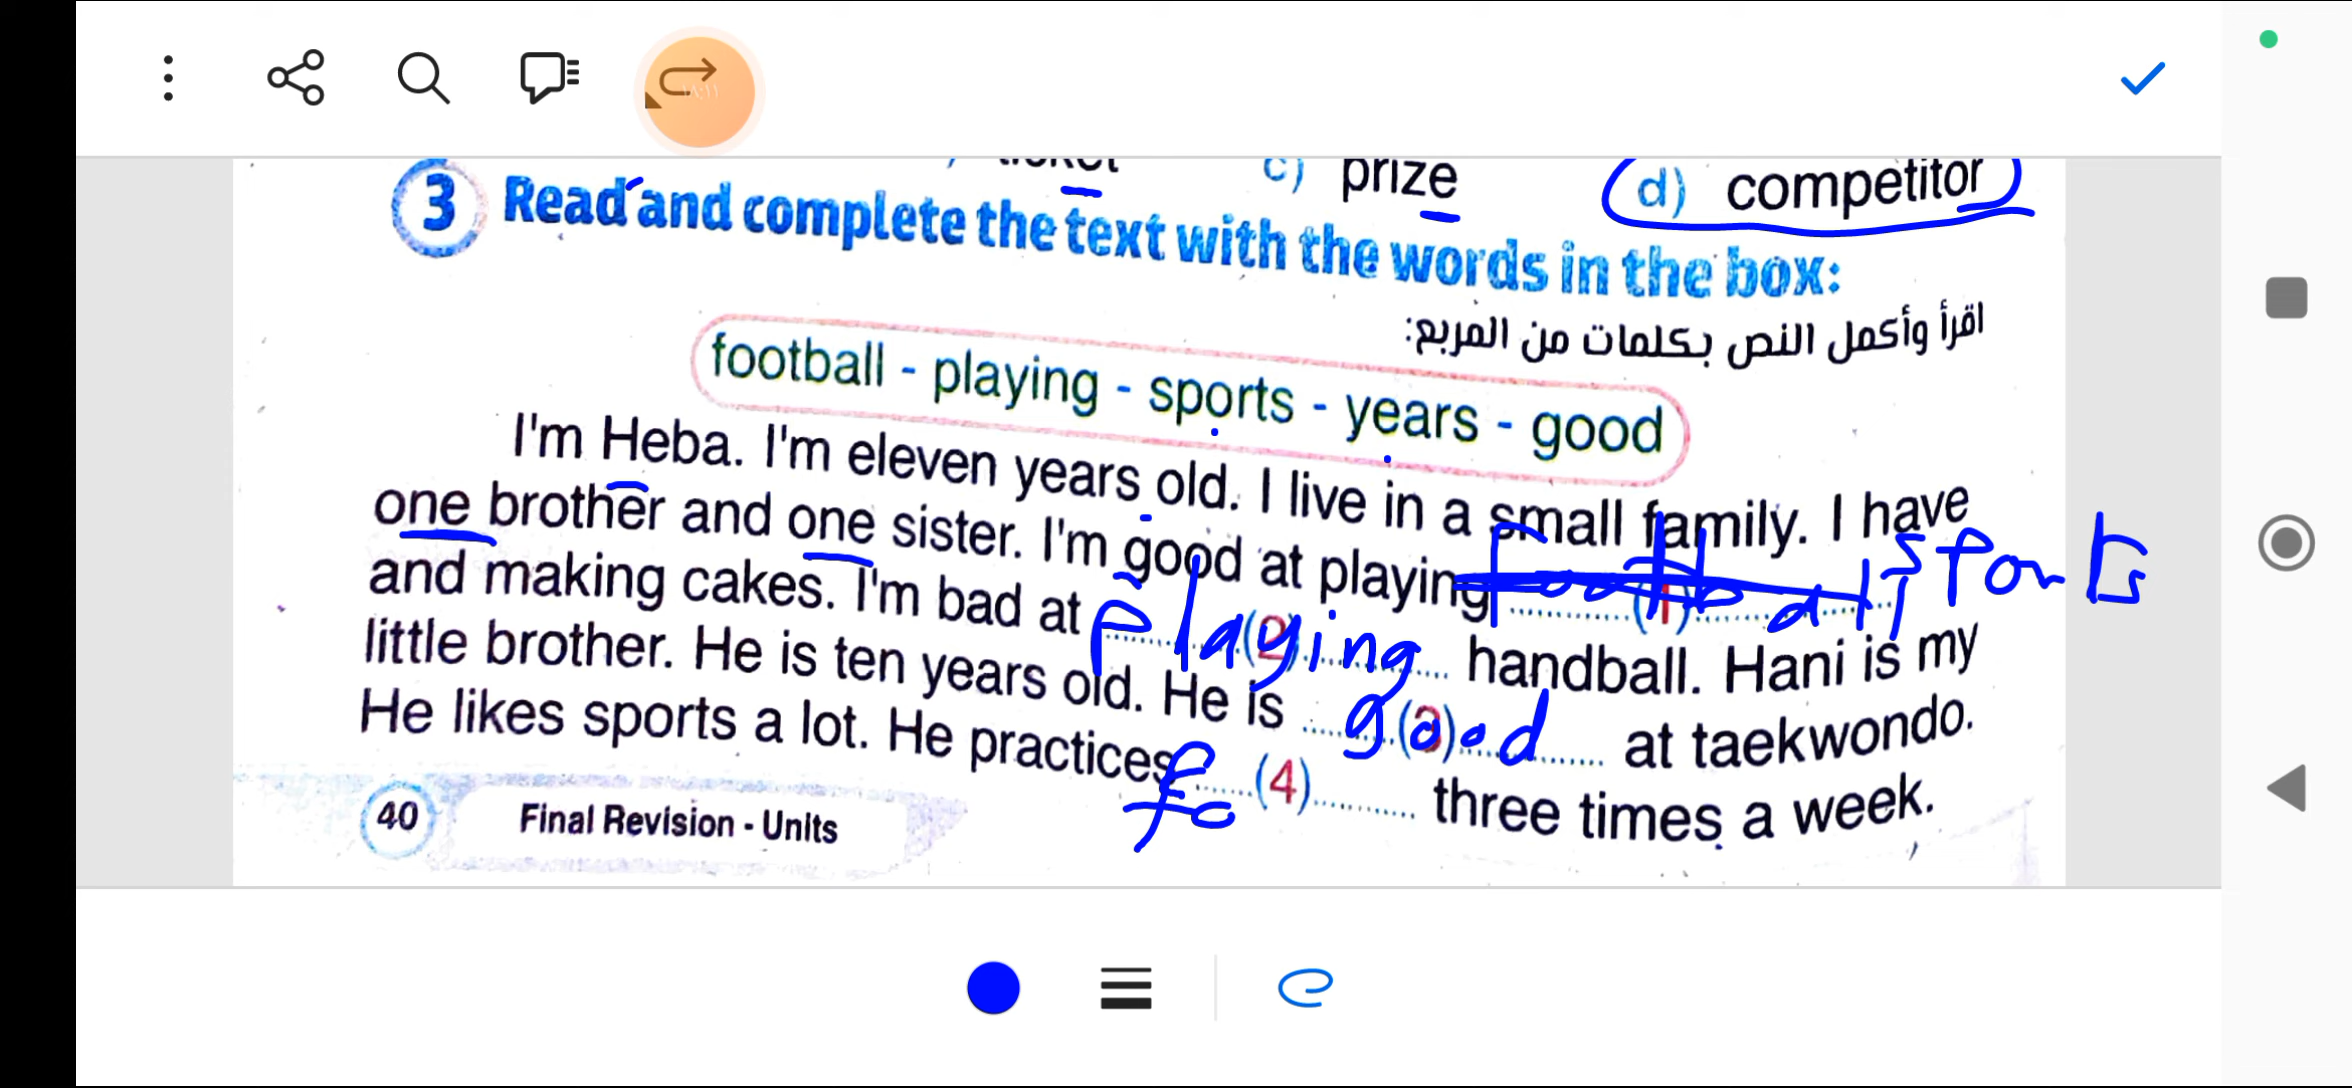 ١٨:١١
c) prize d) competitor
3 Read and complete the text with the words in the box:
اقرأ وأكمل النص بكلمات من المربع:
football - playing - sports - years - good
I'm Heba. I'm eleven years old. I live in a small family. I have
one brother and one sister. I'm good at playing football (1) sports
and making cakes. I'm bad at playing (2) handball. Hani is my
little brother. He is ten years old. He is good (3) at taekwondo.
He likes sports a lot. He practices fo (4) three times a week.
40 Final Revision - Units